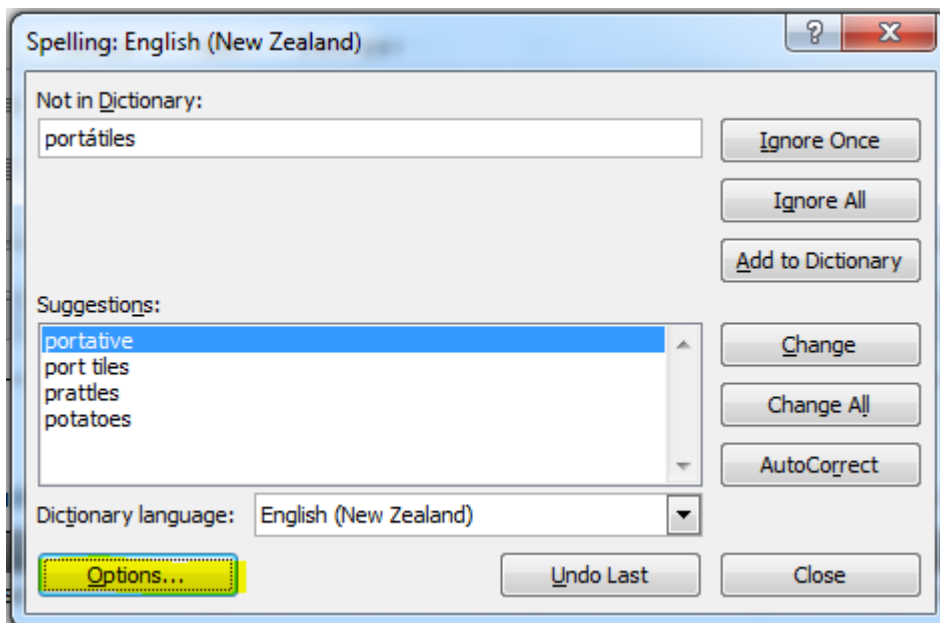 Spelling: English (New Zealand)
Not in Dictionary:
portátiles
Ignore Once
Ignore All
Add to Dictionary
Suggestions:
portative
port tiles
prattles
potatoes
Change
Change All
AutoCorrect
Dictionary language: English (New Zealand)
Options... Undo Last Close